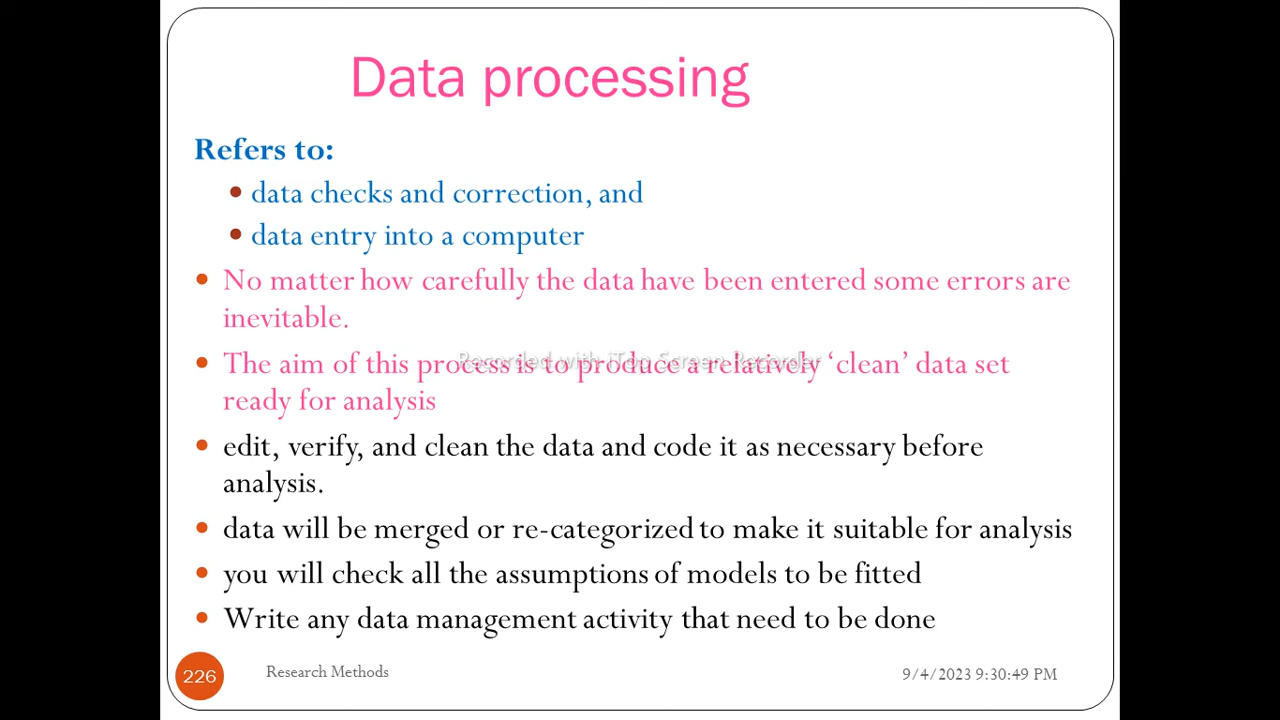 Data processing
Refers to:
• data checks and correction, and
• data entry into a computer
• No matter how carefully the data have been entered some errors are
inevitable.
• The aim of this process is to produce a relatively ‘clean’ data set
ready for analysis
Recorded with iTop Screen Recorder
• edit, verify, and clean the data and code it as necessary before
analysis.
• data will be merged or re-categorized to make it suitable for analysis
• you will check all the assumptions of models to be fitted
• Write any data management activity that need to be done
226
Research Methods
9/4/2023 9:30:49 PM